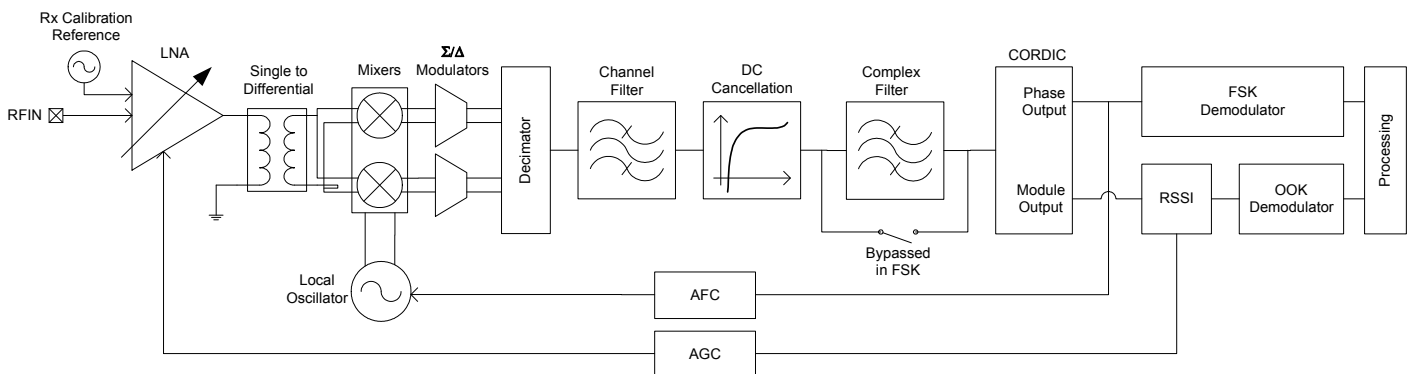 Rx Calibration
Reference
LNA
RFIN
Single to
Differential
Mixers
Σ/Δ
Modulators
Decimator
Channel
Filter
DC
Cancellation
Complex
Filter
Bypassed
in FSK
CORDIC
Phase
Output
Module
Output
FSK
Demodulator
RSSI
OOK
Demodulator
Processing
Local
Oscillator
AFC
AGC